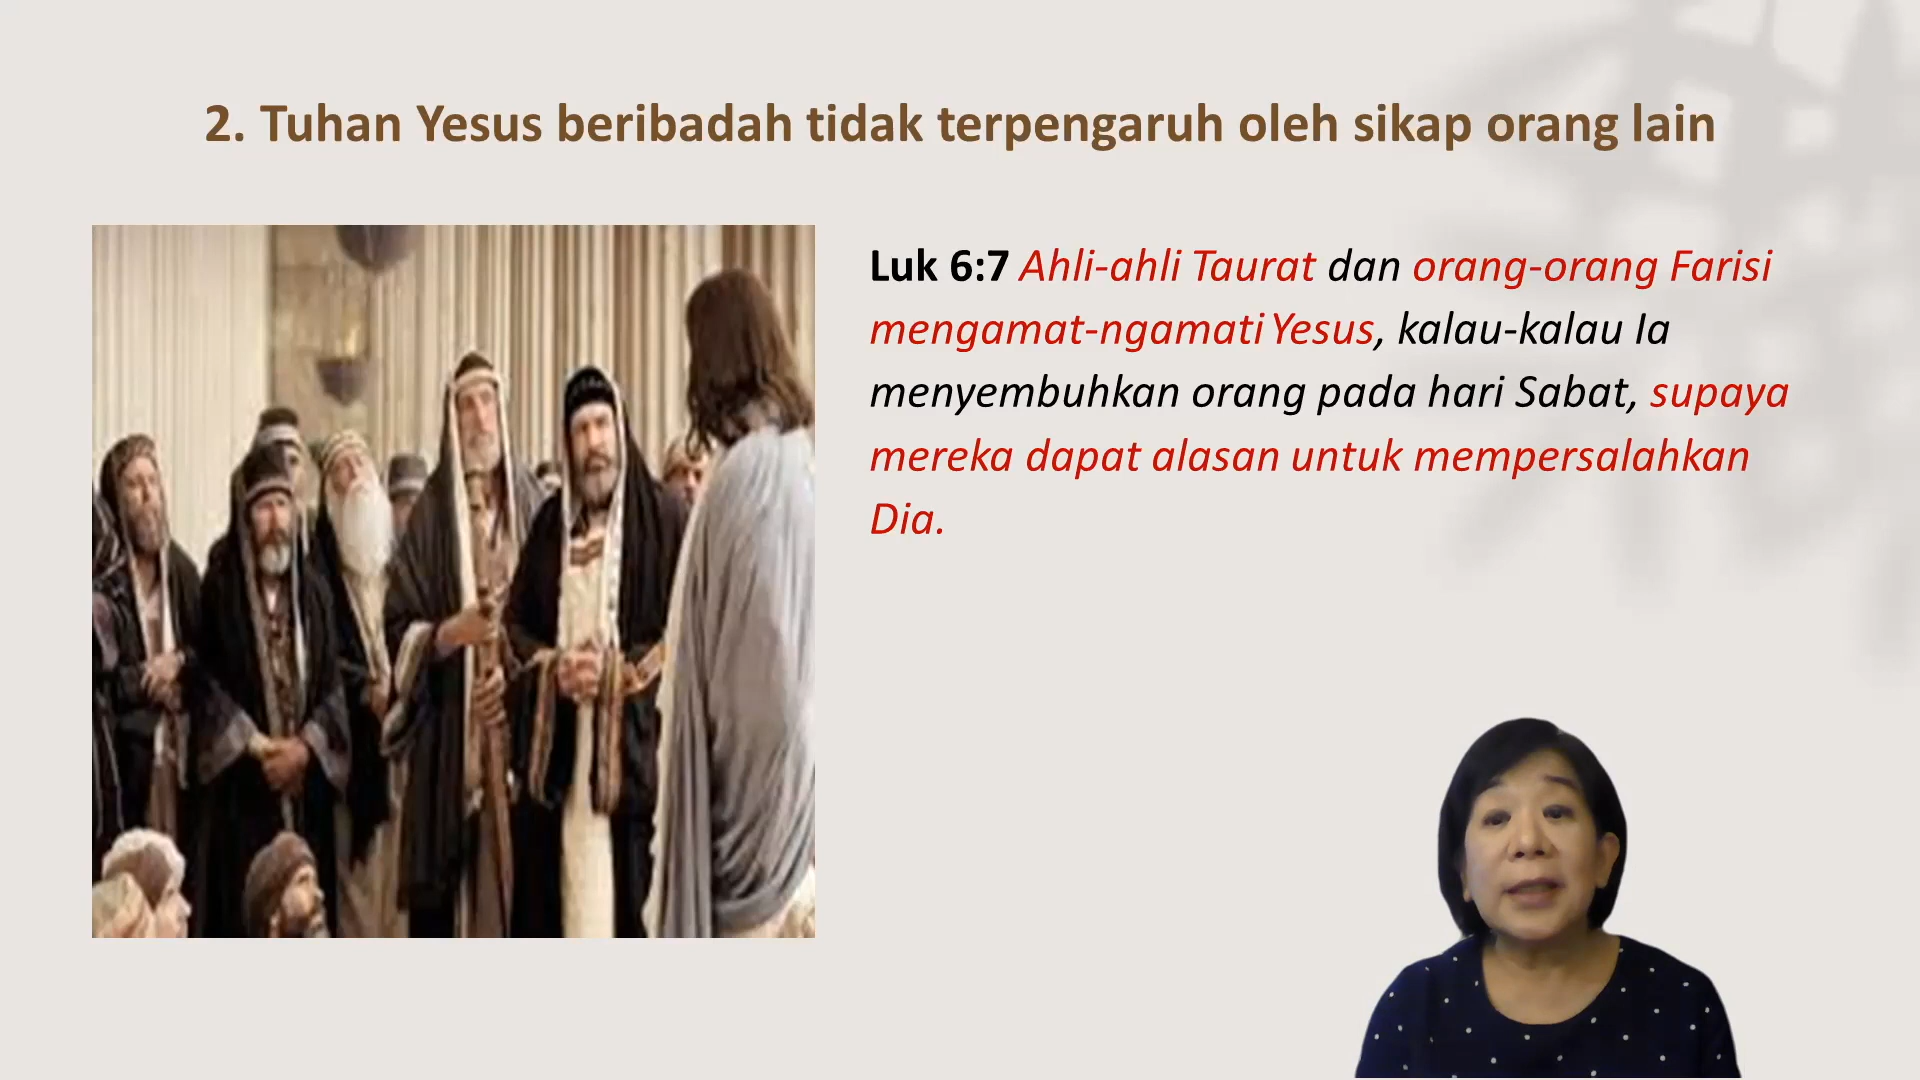 2. Tuhan Yesus beribadah tidak terpengaruh oleh sikap orang lain
Luk 6:7 Ahli-ahli Taurat dan orang-orang Farisi
mengamat-ngamati Yesus, kalau-kalau Ia
menyembuhkan orang pada hari Sabat, supaya
mereka dapat alasan untuk mempersalahkan
Dia.